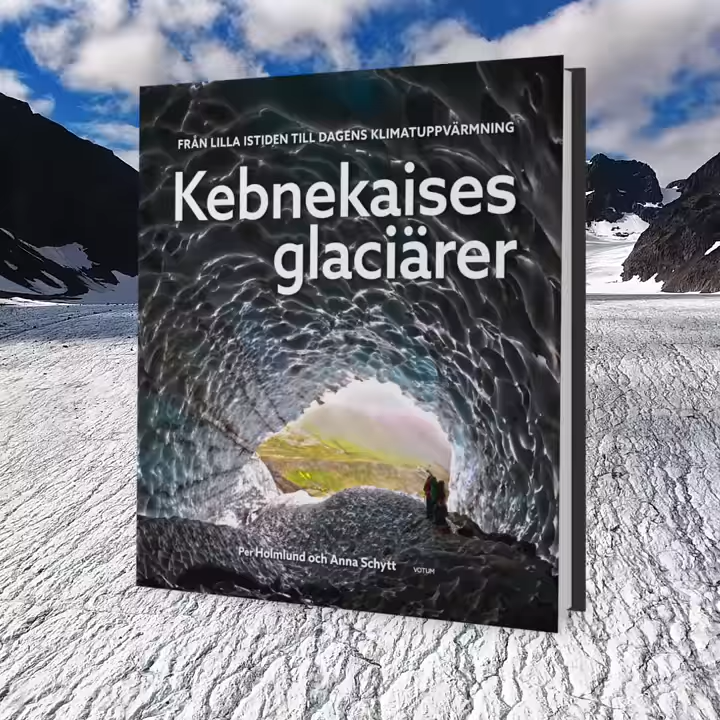 FRÅN LILLA ISTIDEN TILL DAGENS KLIMATUPPVÄRMNING
Kebnekaises
glaciärer
Per Holmlund och Anna Schytt
VOTUM